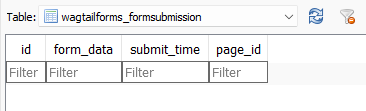 Table: wagtailforms_formsubmission
id form_data submit_time page_id
Filter Filter Filter Filter